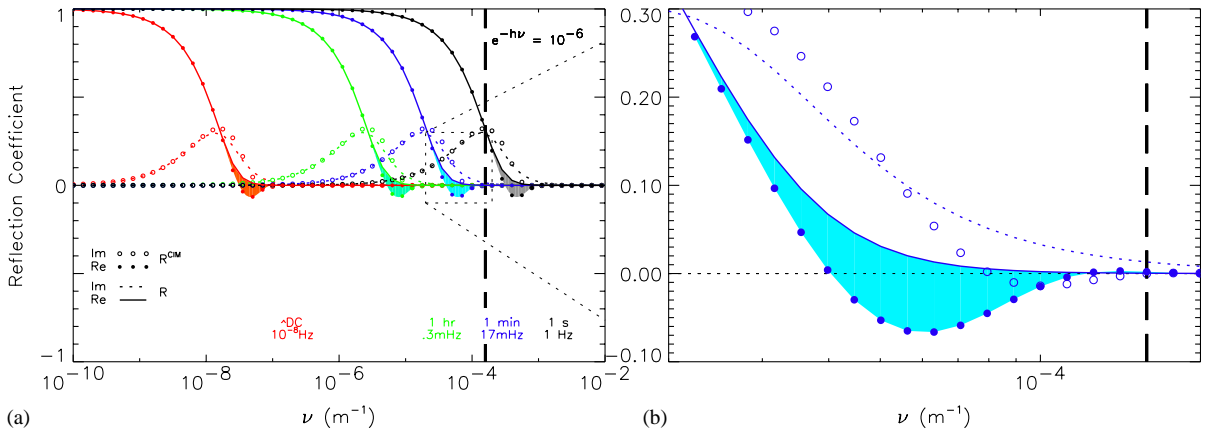 1
0
-1
Reflection Coefficient
e^-hν = 10^-6
Im R^CIM
Re
Im R
Re
^DC
10^-8Hz
1 hr
.3mHz
1 min
17mHz
1 s
1 Hz
10^-10 10^-8 10^-6 10^-4 10^-2
ν (m^-1)
(a)
0.30
0.20
0.10
0.00
-0.10
10^-4
ν (m^-1)
(b)